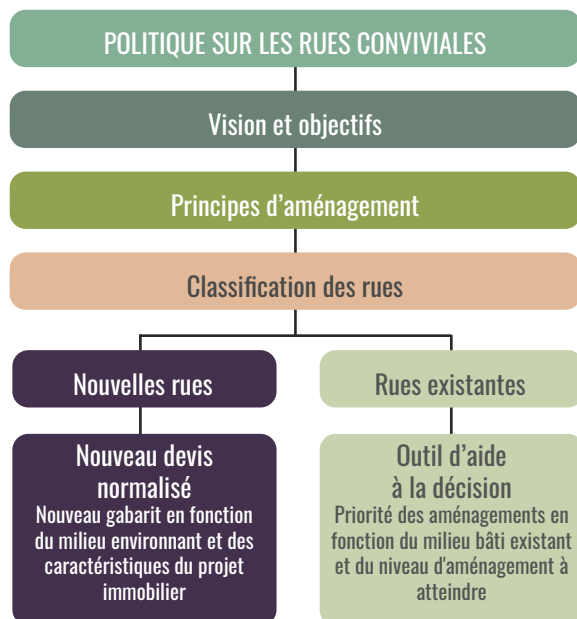 POLITIQUE SUR LES RUES CONVIVIALES
Vision et objectifs
Principes d'aménagement
Classification des rues
Nouvelles rues
Nouveau devis
normalisé
Nouveau gabarit en fonction
du milieu environnant et des
caractéristiques du projet
immobilier
Rues existantes
Outil d'aide
à la décision
Priorité des aménagements en
fonction du milieu bâti existant
et du niveau d'aménagement à
atteindre